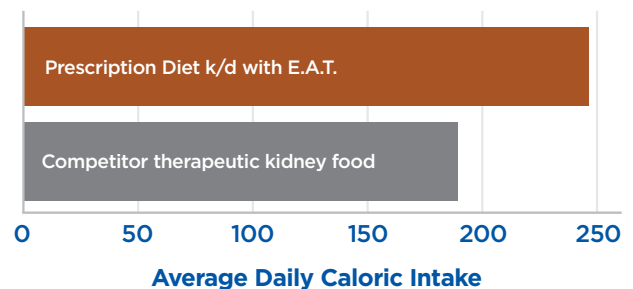 Prescription Diet k/d with E.A.T.
Competitor therapeutic kidney food
0 50 100 150 200 250
Average Daily Caloric Intake